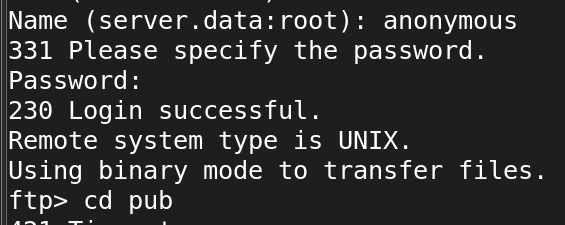 Name (server.data:root): anonymous
331 Please specify the password.
Password:
230 Login successful.
Remote system type is UNIX.
Using binary mode to transfer files.
ftp> cd pub